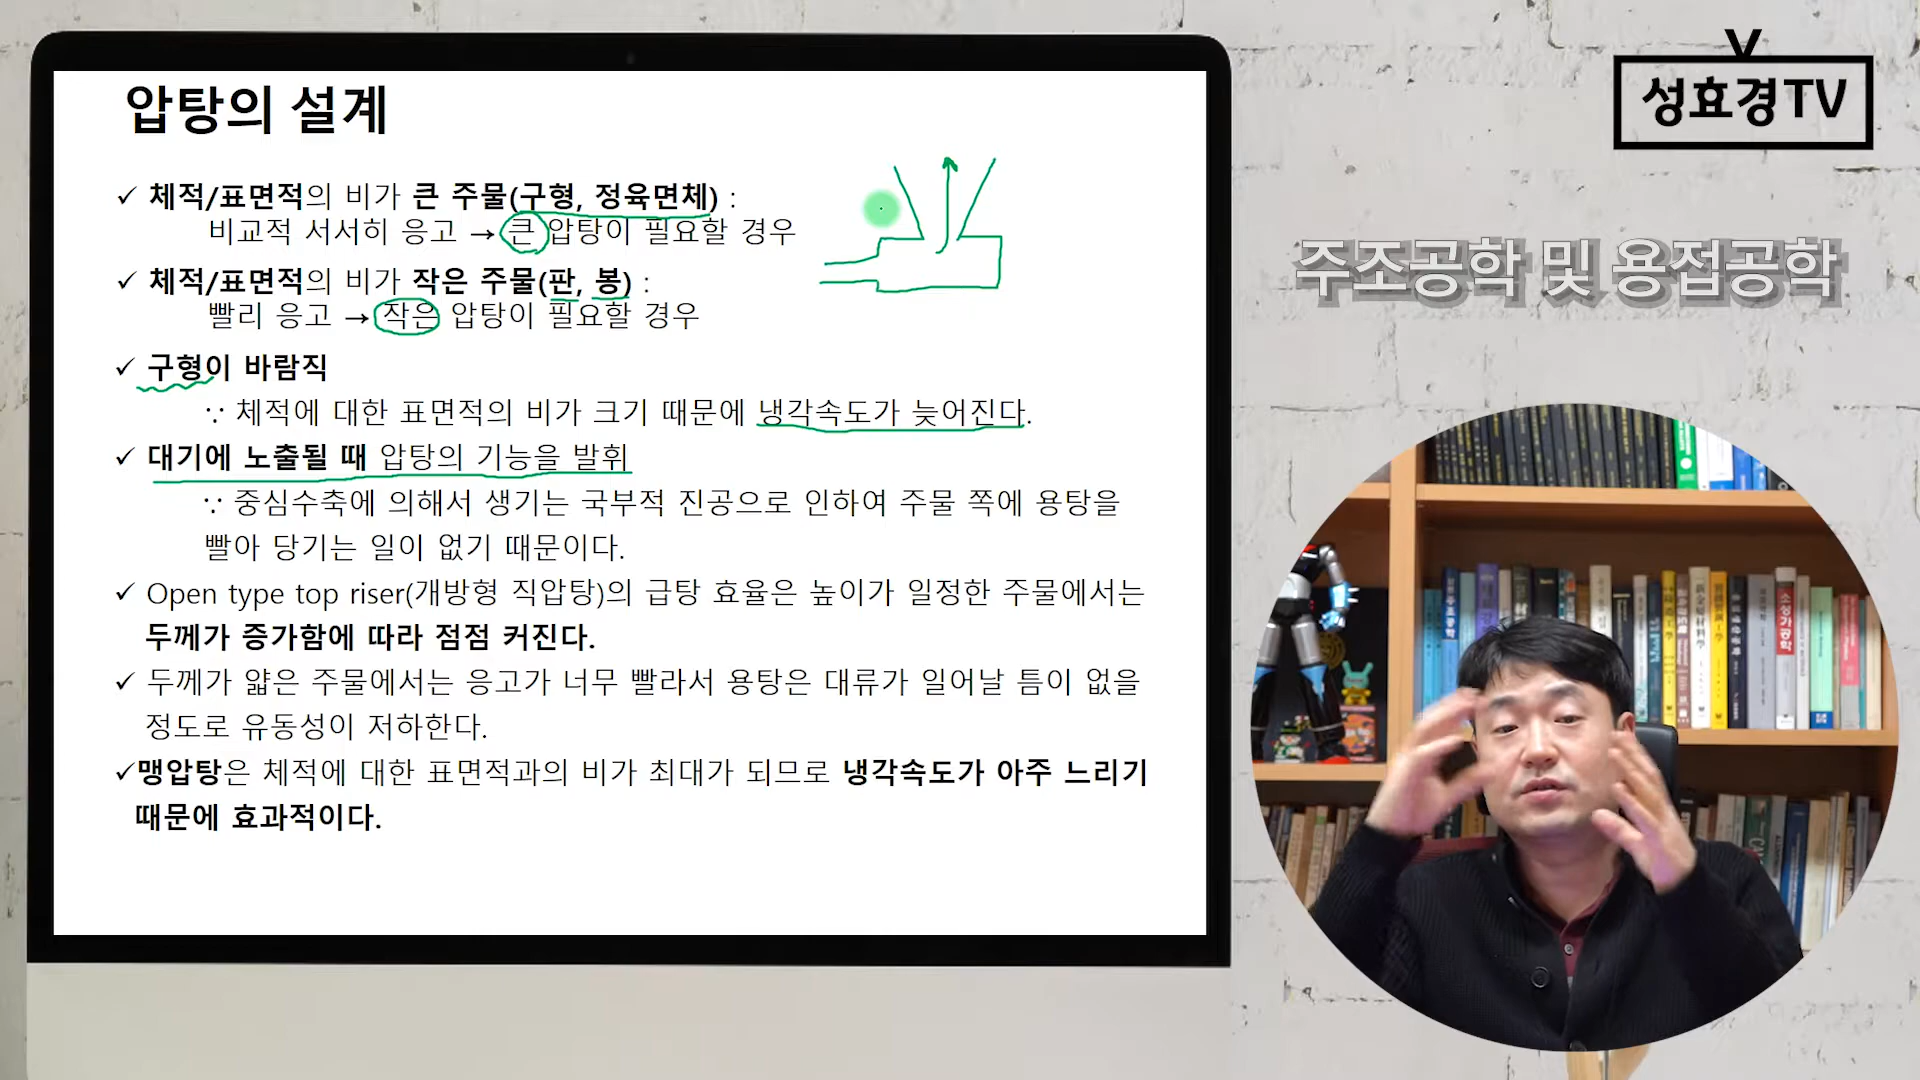 압탕의 설계
✓ 체적/표면적의 비가 큰 주물(구형, 정육면체) :
비교적 서서히 응고 → 큰 압탕이 필요할 경우
✓ 체적/표면적의 비가 작은 주물(판, 봉) :
빨리 응고 → 작은 압탕이 필요할 경우
✓ 구형이 바람직
∵ 체적에 대한 표면적의 비가 크기 때문에 냉각속도가 늦어진다.
✓ 대기에 노출될 때 압탕의 기능을 발휘
∵ 중심수축에 의해서 생기는 국부적 진공으로 인하여 주물 쪽에 용탕을
빨아 당기는 일이 없기 때문이다.
✓ Open type top riser(개방형 직압탕)의 급탕 효율은 높이가 일정한 주물에서는
두께가 증가함에 따라 점점 커진다.
✓ 두께가 얇은 주물에서는 응고가 너무 빨라서 용탕은 대류가 일어날 틈이 없을
정도로 유동성이 저하한다.
✓맹압탕은 체적에 대한 표면적과의 비가 최대가 되므로 냉각속도가 아주 느리기
때문에 효과적이다.
성효경TV
주조공학 및 용접공학
소성가공학